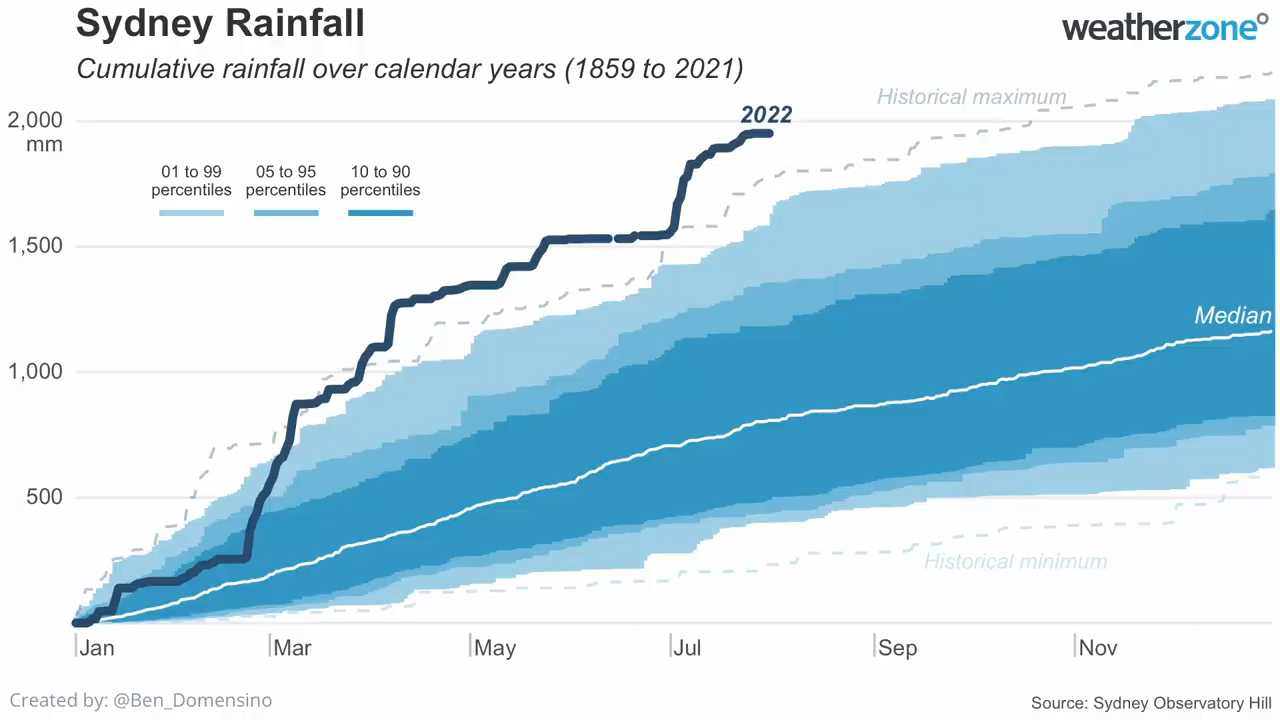 Sydney Rainfall
weatherzone°
Cumulative rainfall over calendar years (1859 to 2021)
Historical maximum
2,000
mm
2022
01 to 99
percentiles
05 to 95
percentiles
10 to 90
percentiles
1,500
Median
1,000
500
Historical minimum
Jan
Mar
May
Jul
Sep
Nov
Created by: @Ben_Domensino
Source: Sydney Observatory Hill